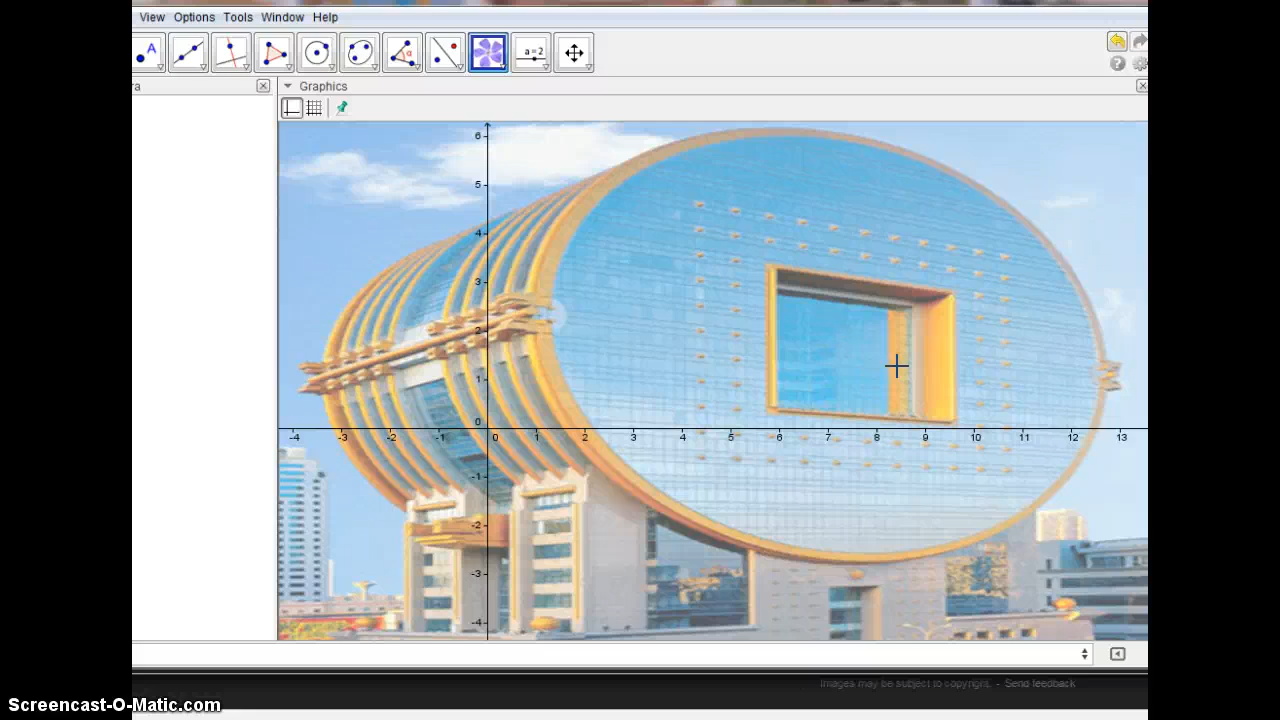 View Options Tools Window Help
A
α
a=2
ra
Graphics
6
5
4
3
2
1
0
-4 -3 -2 -1 0 1 2 3 4 5 6 7 8 9 10 11 12 13
-1
-2
-3
-4
Images may be subject to copyright. - Send feedback
Screencast-O-Matic.com